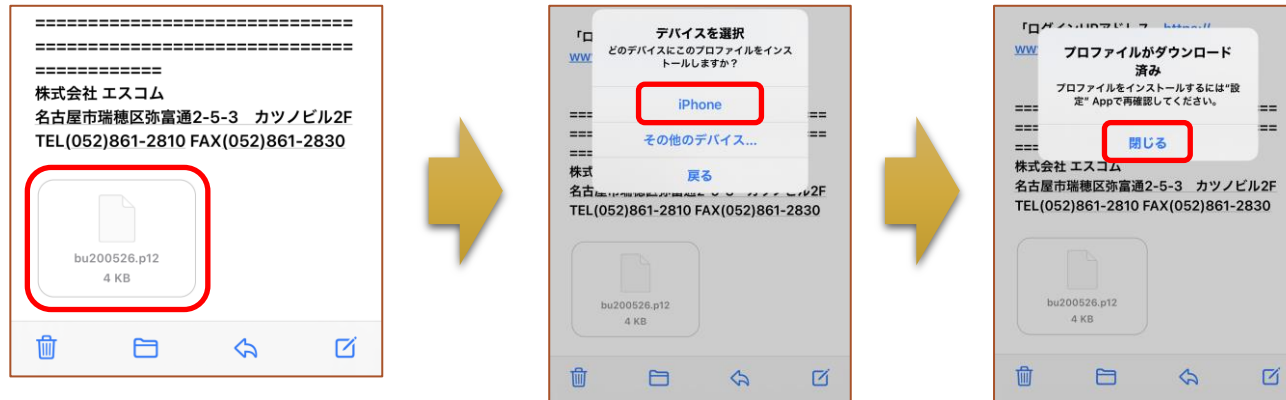 ==============================
==============================
============
株式会社 エスコム
名古屋市瑞穂区弥富通2-5-3　カツノビル2F
TEL(052)861-2810 FAX(052)861-2830
bu200526.p12
4 KB
デバイスを選択
どのデバイスにこのプロファイルをインス
トールしますか？
iPhone
その他のデバイス...
戻る
TEL(052)861-2810 FAX(052)861-2830
bu200526.p12
4 KB
プロファイルがダウンロード
済み
プロファイルをインストールするには"設
定" Appで再確認してください。
閉じる
株式会社 エスコム
名古屋市瑞穂区弥富通2-5-3　カツノビル2F
TEL(052)861-2810 FAX(052)861-2830
bu200526.p12
4 KB